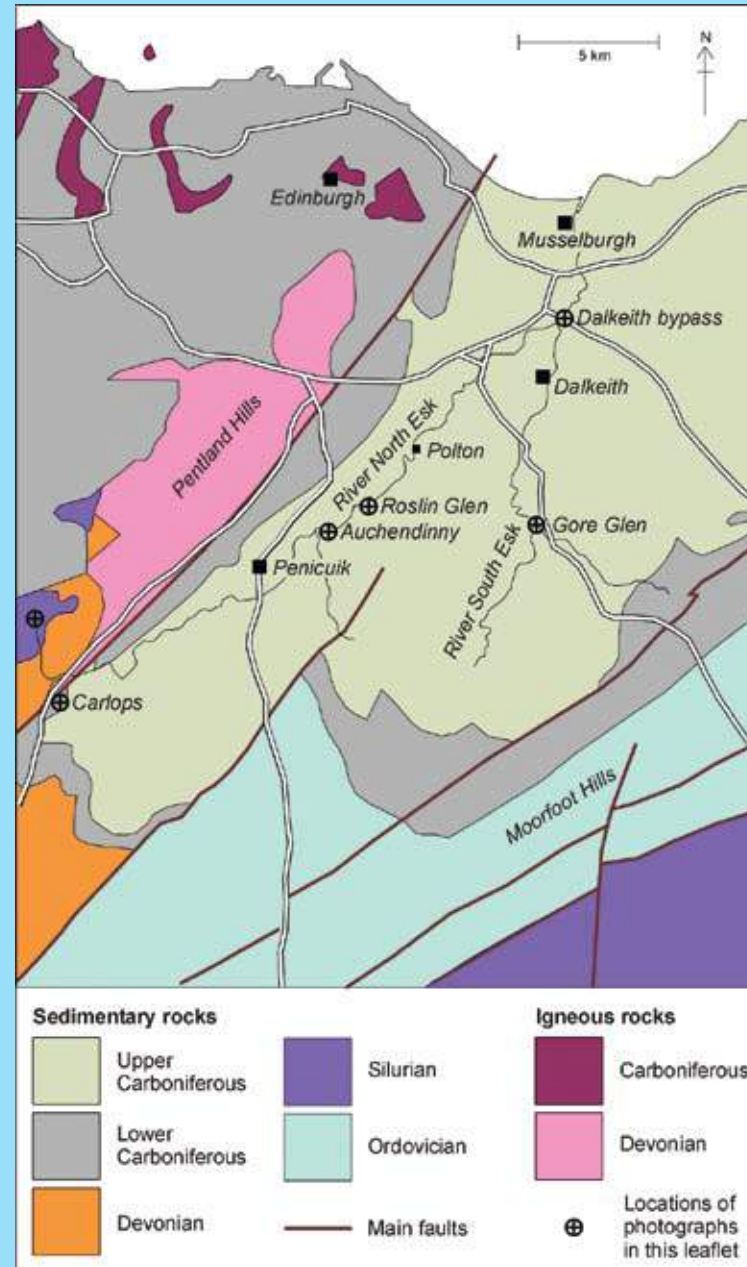 N
5 km
Edinburgh
Musselburgh
Dalkeith bypass
Dalkeith
Pentland Hills
River North Esk
Polton
Roslin Glen
Auchendinny
Gore Glen
Penicuik
River South Esk
Carlops
Moorfoot Hills
Sedimentary rocks
Upper
Carboniferous
Lower
Carboniferous
Devonian
Silurian
Ordovician
Main faults
Igneous rocks
Carboniferous
Devonian
Locations of
photographs
in this leaflet